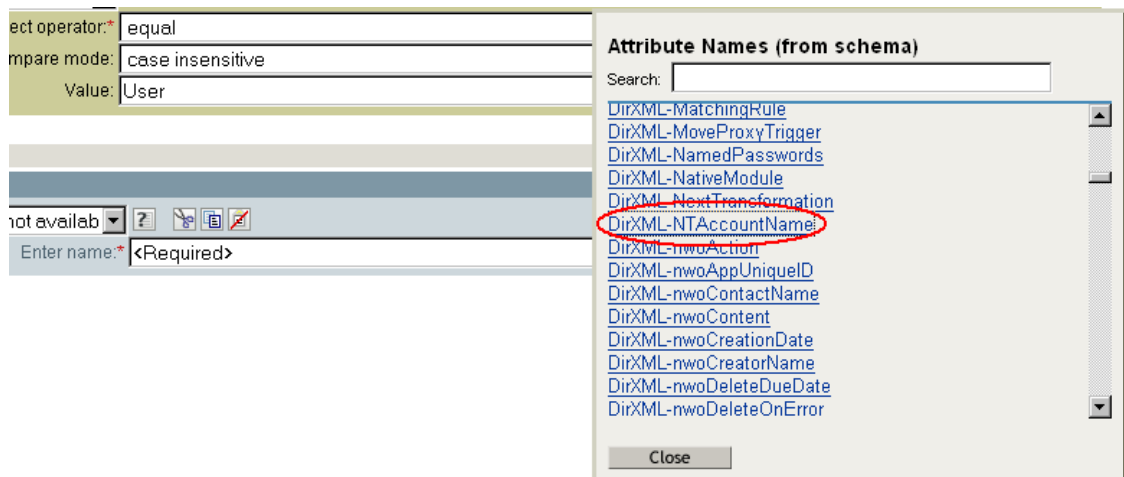 ect operator:* equal
mpare mode: case insensitive
Value: User
not availab
Enter name:* <Required>
Attribute Names (from schema)
Search:
DirXML-MatchingRule
DirXML-MoveProxyTrigger
DirXML-NamedPasswords
DirXML-NativeModule
DirXML-NextTransformation
DirXML-NTAccountName
DirXML-nwoAction
DirXML-nwoAppUniqueID
DirXML-nwoContactName
DirXML-nwoContent
DirXML-nwoCreationDate
DirXML-nwoCreatorName
DirXML-nwoDeleteDueDate
DirXML-nwoDeleteOnError
Close